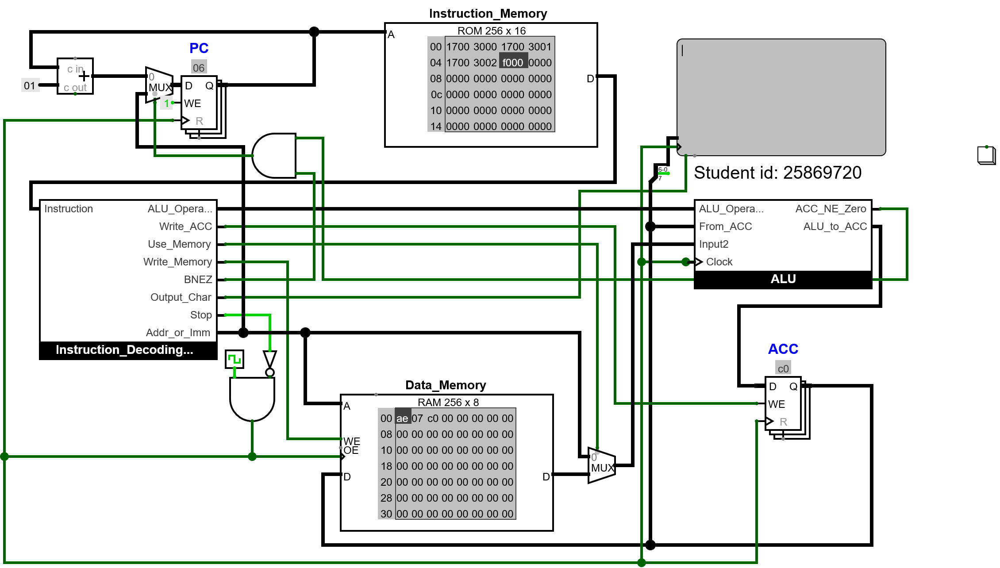 Instruction_Memory
ROM 256 x 16
A
00 1700 3000 1700 3001
04 1700 3002 f000 0000
08 0000 0000 0000 0000
0c 0000 0000 0000 0000
10 0000 0000 0000 0000
14 0000 0000 0000 0000
D
PC
06
c in
+
c out
01
0
MUX
1
D Q
WE
R
6-0
7
Student id: 25869720
Instruction
ALU_Opera...
Write_ACC
Use_Memory
Write_Memory
BNEZ
Output_Char
Stop
Addr_or_Imm
Instruction_Decoding...
ALU_Opera... ACC_NE_Zero
From_ACC ALU_to_ACC
Input2
Clock
ALU
ACC
c0
D Q
WE
R
Data_Memory
RAM 256 x 8
A
00 ae 07 c0 00 00 00 00 00
08 00 00 00 00 00 00 00 00
10 00 00 00 00 00 00 00 00
18 00 00 00 00 00 00 00 00
20 00 00 00 00 00 00 00 00
28 00 00 00 00 00 00 00 00
30 00 00 00 00 00 00 00 00
WE
OE
D
D
0
MUX